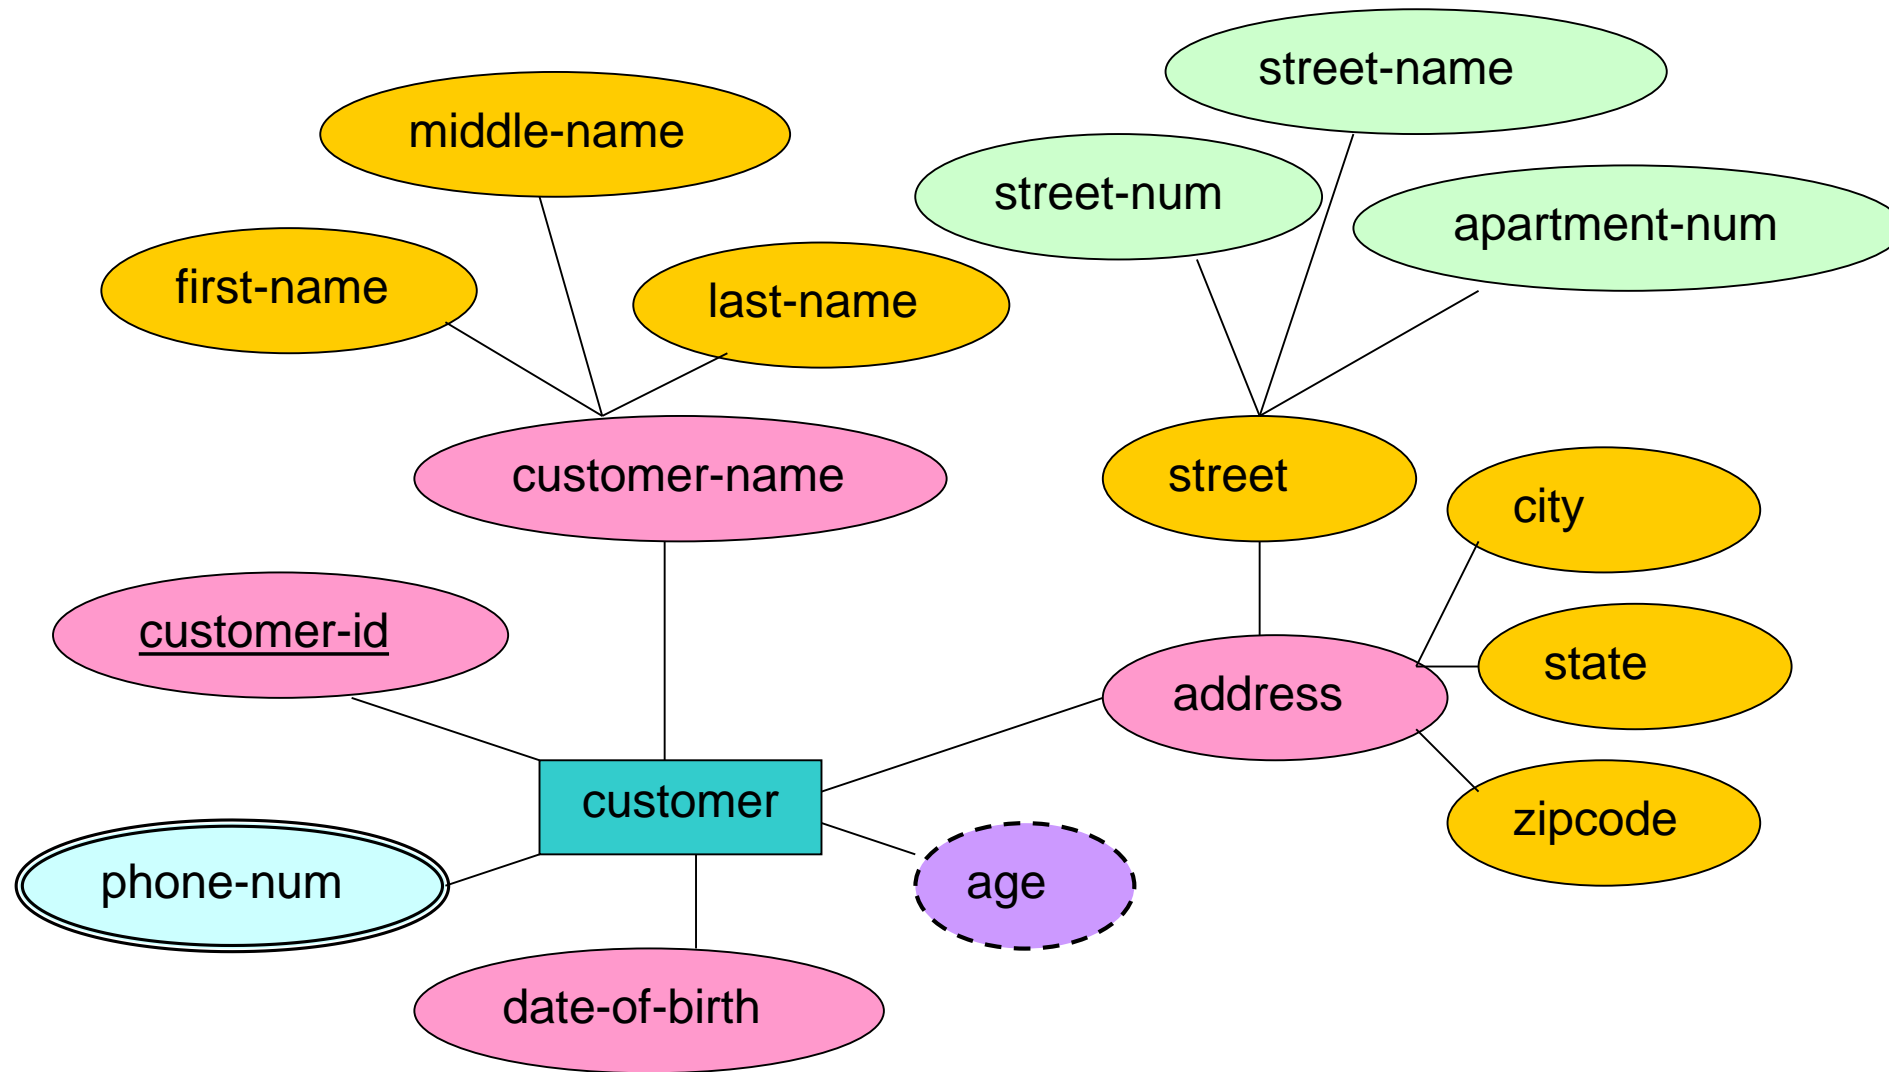 street-name
middle-name
street-num
apartment-num
first-name
last-name
customer-name
street
city
customer-id
state
address
customer
zipcode
phone-num
age
date-of-birth